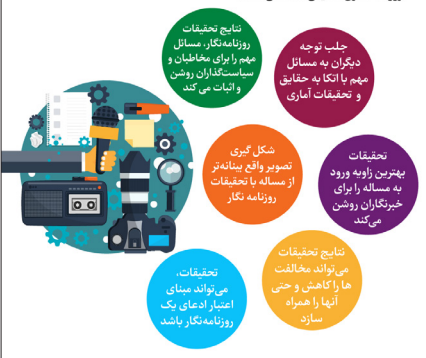 نتایج تحقیقات
روزنامه‌نگار، مسائل
مهم را برای مخاطبان و
سیاست‌گذاران روشن
و اثبات می کند
جلب توجه
دیگران به مسائل
مهم با اتکا به حقایق
و تحقیقات آماری
شکل گیری
تصویر واقع بینانه‌تر
از مساله با تحقیقات
روزنامه نگار
تحقیقات
بهترین زاویه ورود
به مساله را برای
خبرنگاران روشن
می‌کند
نتایج تحقیقات
می‌تواند مخالفت
ها را کاهش و حتی
آنها را همراه
سازد
تحقیقات،
می‌تواند مبنای
اعتبار ادعای یک
روزنامه‌نگار باشد